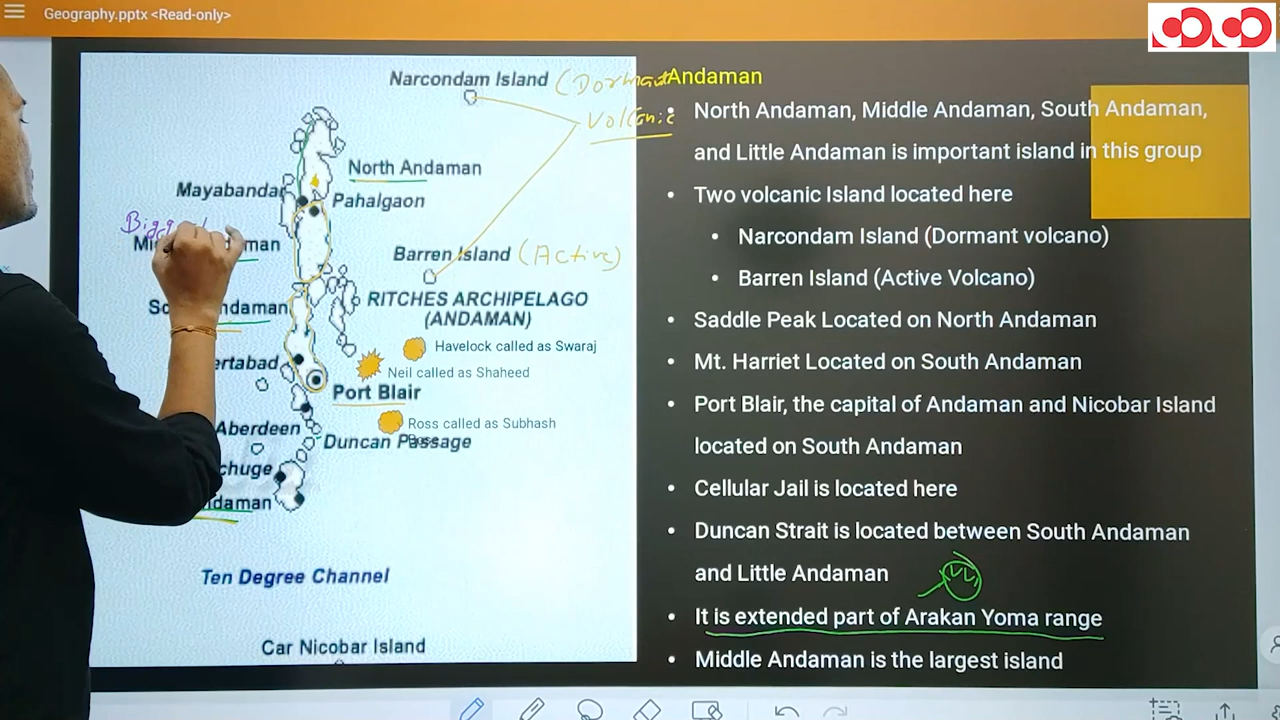 Geography.pptx <Read-only>
Narcondam Island (Dormant
Volcanic
North Andaman
Mayabandar
Pahalgaon
man
Barren Island (Active)
RITCHES ARCHIPELAGO
(ANDAMAN)
ndaman
Havelock called as Swaraj
ertabad
Neil called as Shaheed
Port Blair
Ross called as Subhash
Aberdeen
Duncan Passage
chuge
ndaman
Ten Degree Channel
Car Nicobar Island
Andaman
• North Andaman, Middle Andaman, South Andaman,
and Little Andaman is important island in this group
• Two volcanic Island located here
• Narcondam Island (Dormant volcano)
• Barren Island (Active Volcano)
• Saddle Peak Located on North Andaman
• Mt. Harriet Located on South Andaman
• Port Blair, the capital of Andaman and Nicobar Island
located on South Andaman
• Cellular Jail is located here
• Duncan Strait is located between South Andaman
and Little Andaman
• It is extended part of Arakan Yoma range
• Middle Andaman is the largest island